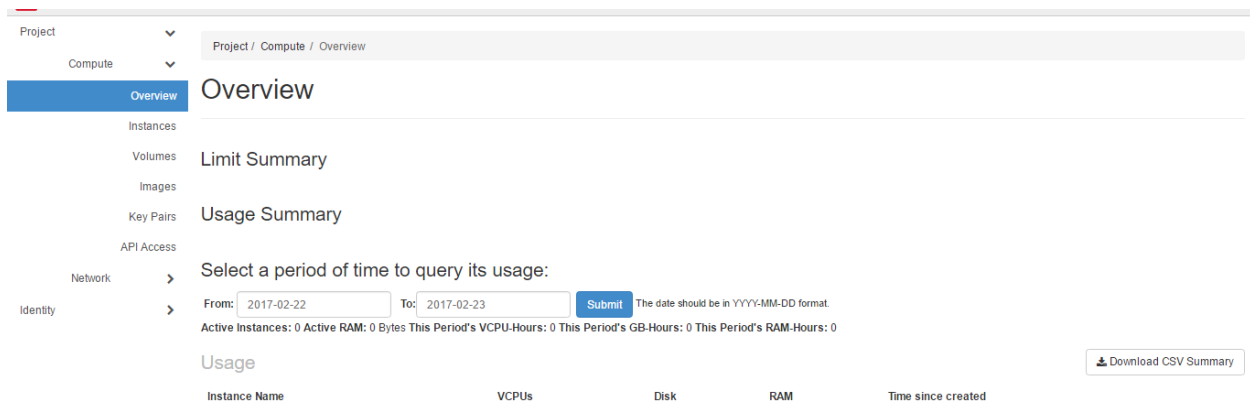 Project
Compute
Overview
Instances
Volumes
Images
Key Pairs
API Access
Network
Identity
Project / Compute / Overview
Overview
Limit Summary
Usage Summary
Select a period of time to query its usage:
From: 2017-02-22 To: 2017-02-23 Submit The date should be in YYYY-MM-DD format.
Active Instances: 0 Active RAM: 0 Bytes This Period's VCPU-Hours: 0 This Period's GB-Hours: 0 This Period's RAM-Hours: 0
Usage Download CSV Summary
Instance Name VCPUs Disk RAM Time since created